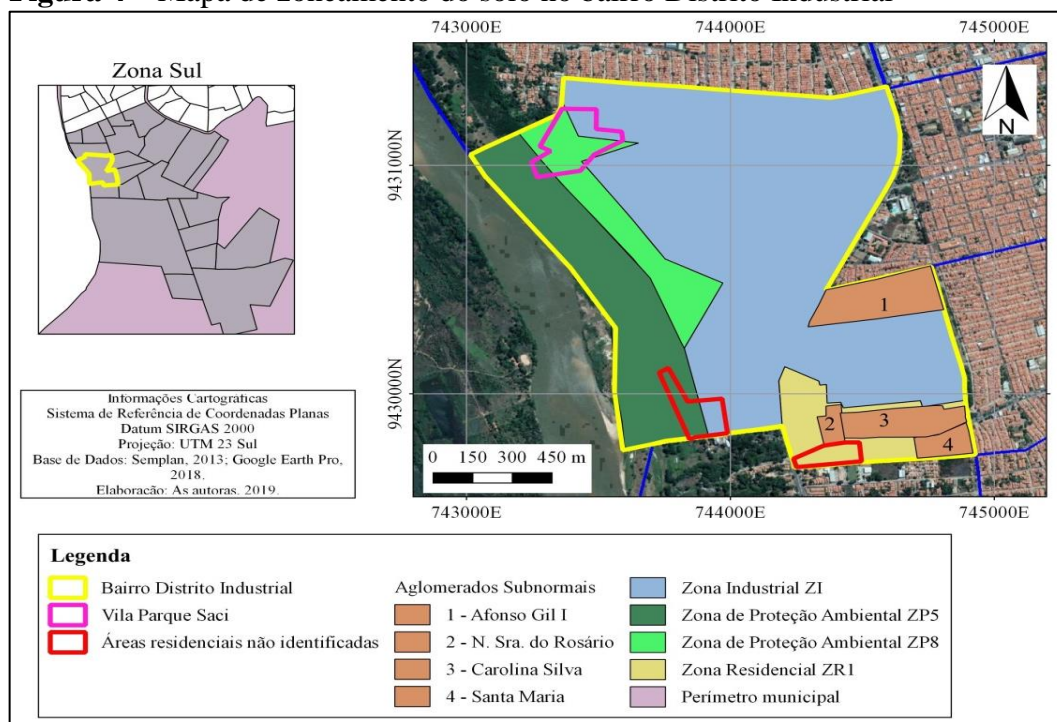 Figura 4 – Mapa de zoneamento do solo no bairro Distrito Industrial
Zona Sul
743000E
744000E
745000E
9431000N
9430000N
N
1
2
3
4
0 150 300 450 m
743000E
744000E
745000E
Informações Cartográficas
Sistema de Referência de Coordenadas Planas
Datum SIRGAS 2000
Projeção: UTM 23 Sul
Base de Dados: Semplan, 2013; Google Earth Pro,
2018.
Elaboração: As autoras. 2019.
Legenda
Bairro Distrito Industrial
Vila Parque Saci
Áreas residenciais não identificadas
Aglomerados Subnormais
1 - Afonso Gil I
2 - N. Sra. do Rosário
3 - Carolina Silva
4 - Santa Maria
Zona Industrial ZI
Zona de Proteção Ambiental ZP5
Zona de Proteção Ambiental ZP8
Zona Residencial ZR1
Perímetro municipal